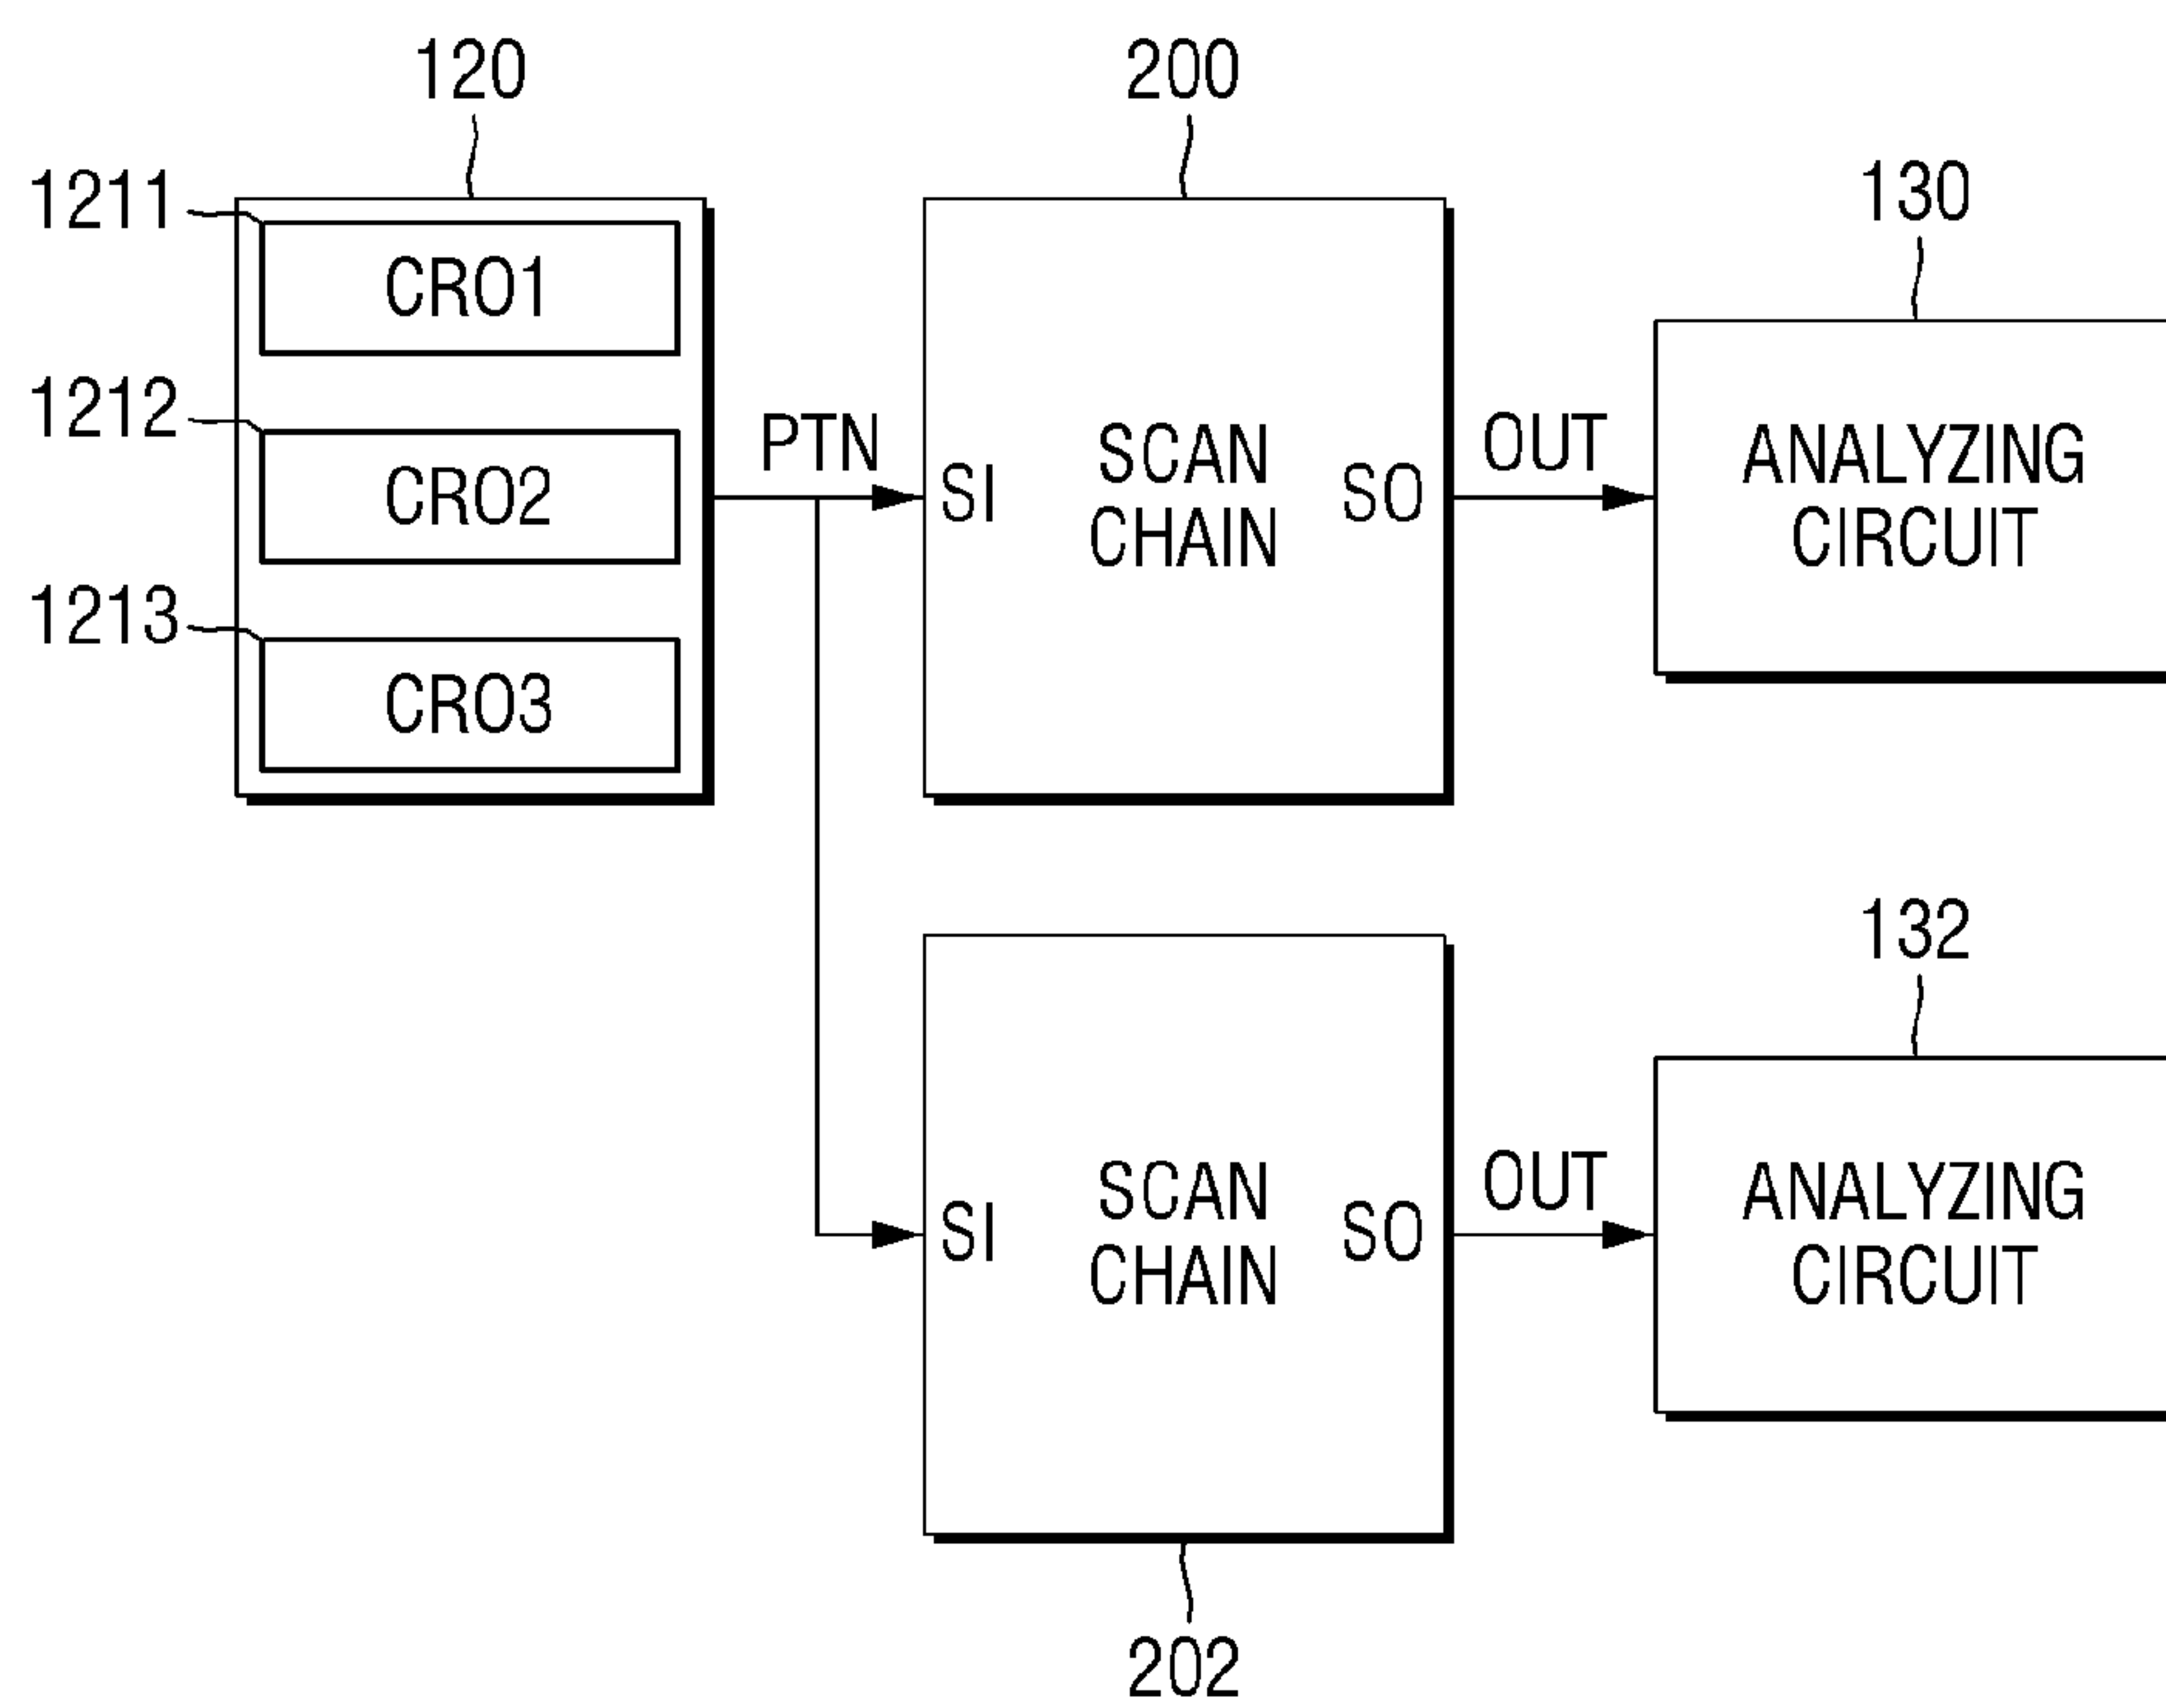 120
200
130
1211
CRO1
1212
CRO2
1213
CRO3
PTN
SI
SCAN
CHAIN
SO
OUT
ANALYZING
CIRCUIT
132
SI
SCAN
CHAIN
SO
OUT
ANALYZING
CIRCUIT
202